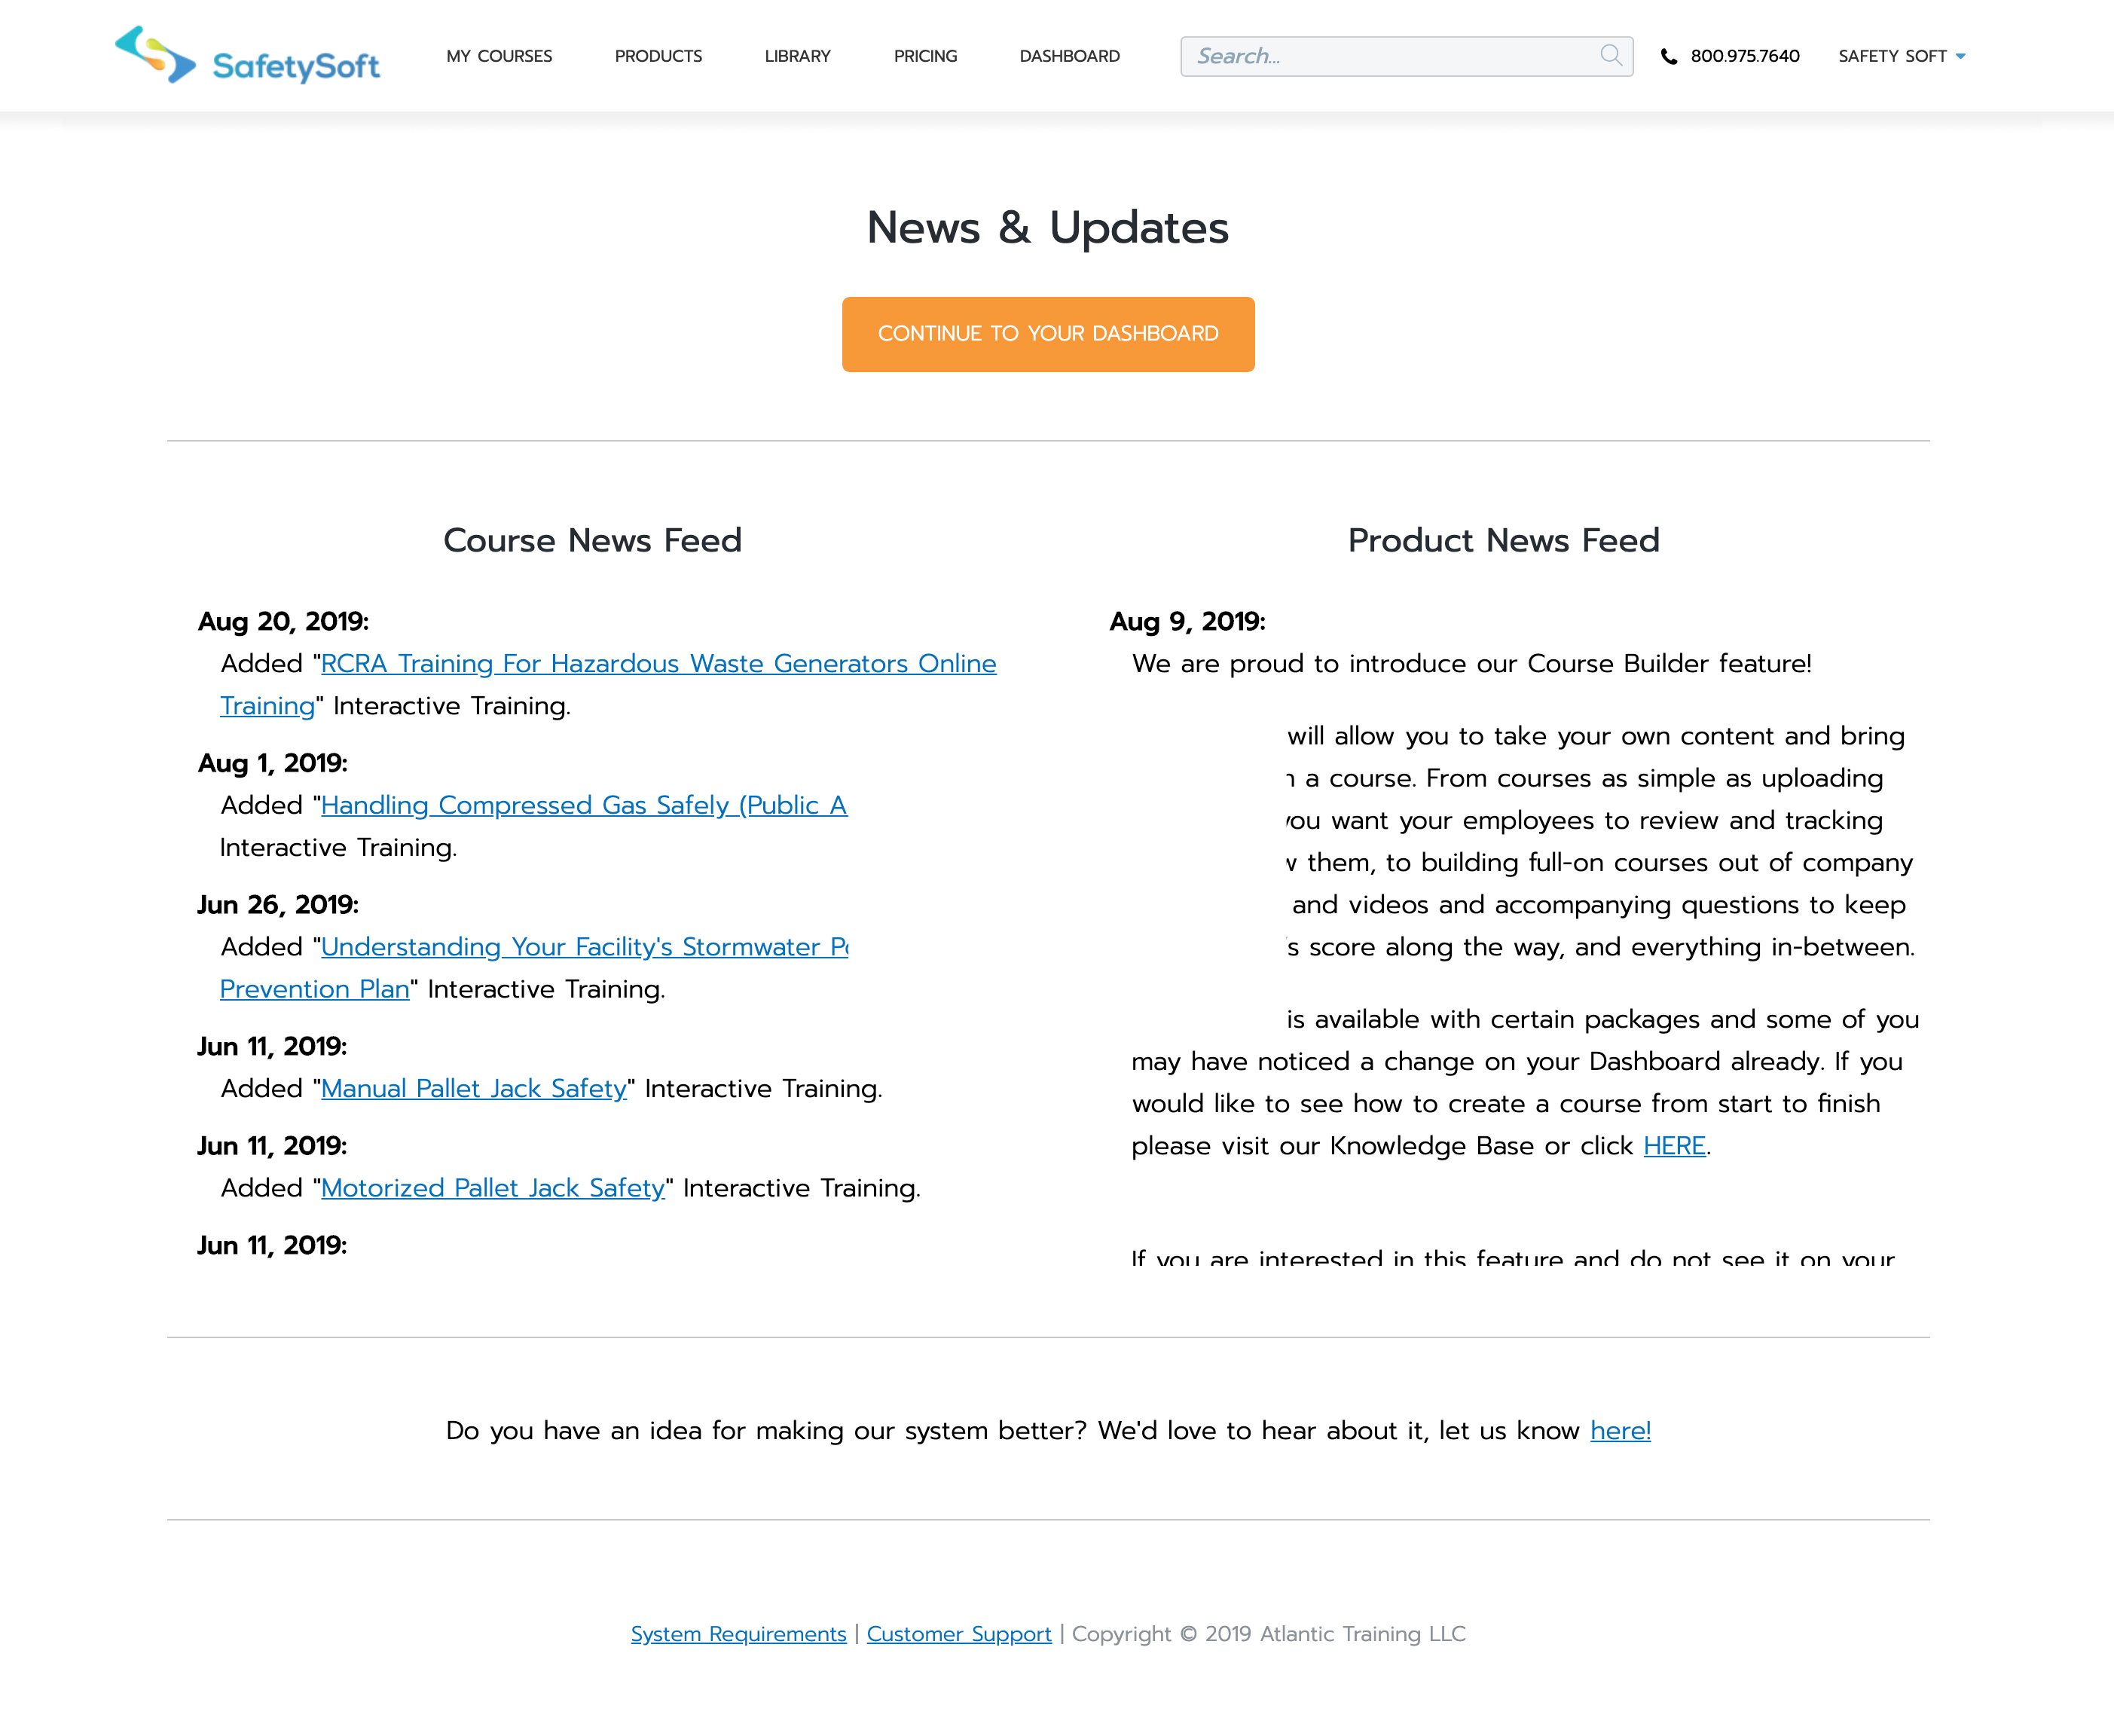 SafetySoft
MY COURSES
PRODUCTS
LIBRARY
PRICING
DASHBOARD
Search...
800.975.7640
SAFETY SOFT
News & Updates
CONTINUE TO YOUR DASHBOARD
Course News Feed
Aug 20, 2019:
Added "RCRA Training For Hazardous Waste Generators Online
Training" Interactive Training.
Aug 1, 2019:
Added "Handling Compressed Gas Safely (Public A
Interactive Training.
Jun 26, 2019:
Added "Understanding Your Facility's Stormwater
Prevention Plan" Interactive Training.
Jun 11, 2019:
Added "Manual Pallet Jack Safety" Interactive Training.
Jun 11, 2019:
Added "Motorized Pallet Jack Safety" Interactive Training.
Jun 11, 2019:
Product News Feed
Aug 9, 2019:
We are proud to introduce our Course Builder feature!
will allow you to take your own content and bring
a course. From courses as simple as uploading
you want your employees to review and tracking
them, to building full-on courses out of company
and videos and accompanying questions to keep
's score along the way, and everything in-between.
is available with certain packages and some of you
may have noticed a change on your Dashboard already. If you
would like to see how to create a course from start to finish
please visit our Knowledge Base or click HERE.
If you are interested in this feature and do not see it on your
Do you have an idea for making our system better? We'd love to hear about it, let us know here!
System Requirements | Customer Support | Copyright © 2019 Atlantic Training LLC